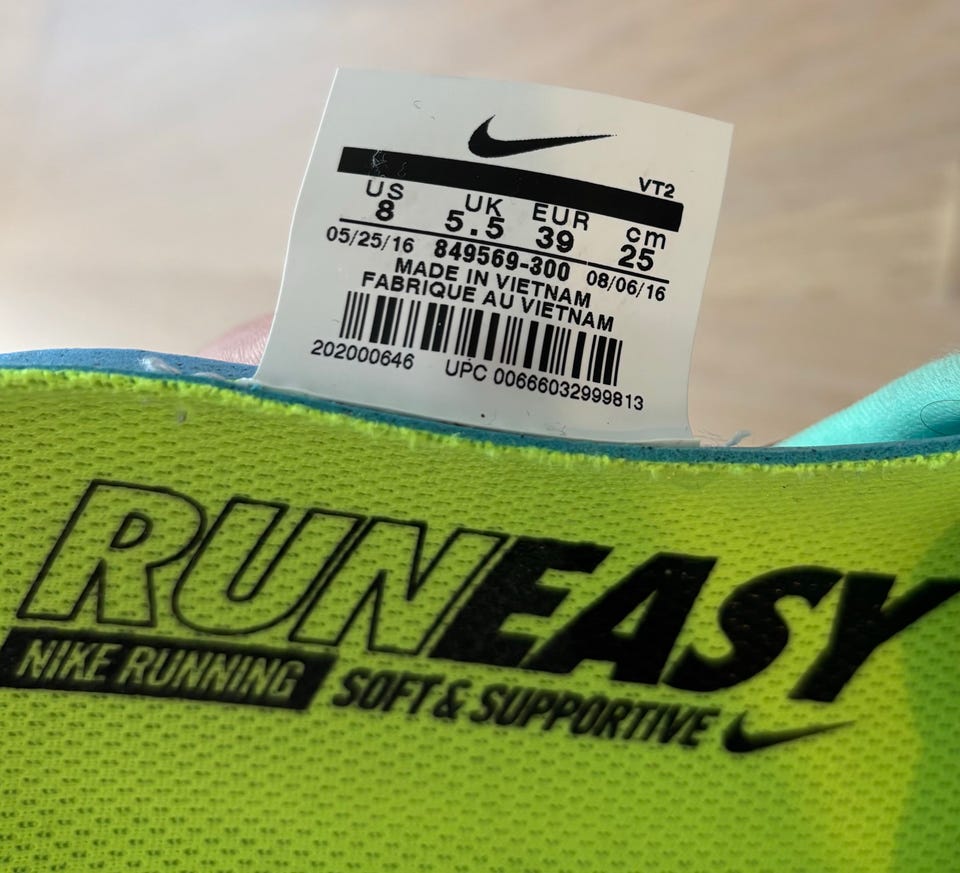 VT2
US UK EUR cm
8 5.5 39 25
05/25/16 849569-300 08/06/16
MADE IN VIETNAM
FABRIQUE AU VIETNAM
202000646 UPC 00666032999813
RUNEASY
NIKE RUNNING SOFT & SUPPORTIVE